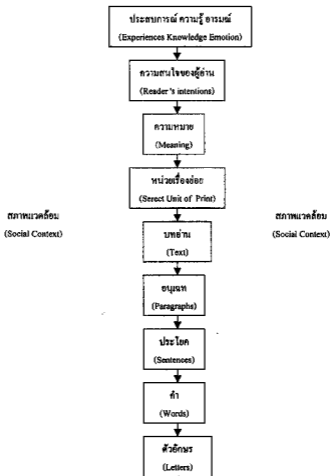 ประสบการณ์ ความรู้ อารมณ์
(Experiences Knowledge Emotion)
ความสนใจของผู้อ่าน
(Reader's intentions)
ความหมาย
(Meaning)
หน่วยเรื่องย่อย
(Serect Unit of Print)
สภาพแวดล้อม
(Social Context)
สภาพแวดล้อม
(Social Context)
บทอ่าน
(Text)
อนุเฉท
(Paragraphs)
ประโยค
(Sentences)
คำ
(Words)
ตัวอักษร
(Letters)